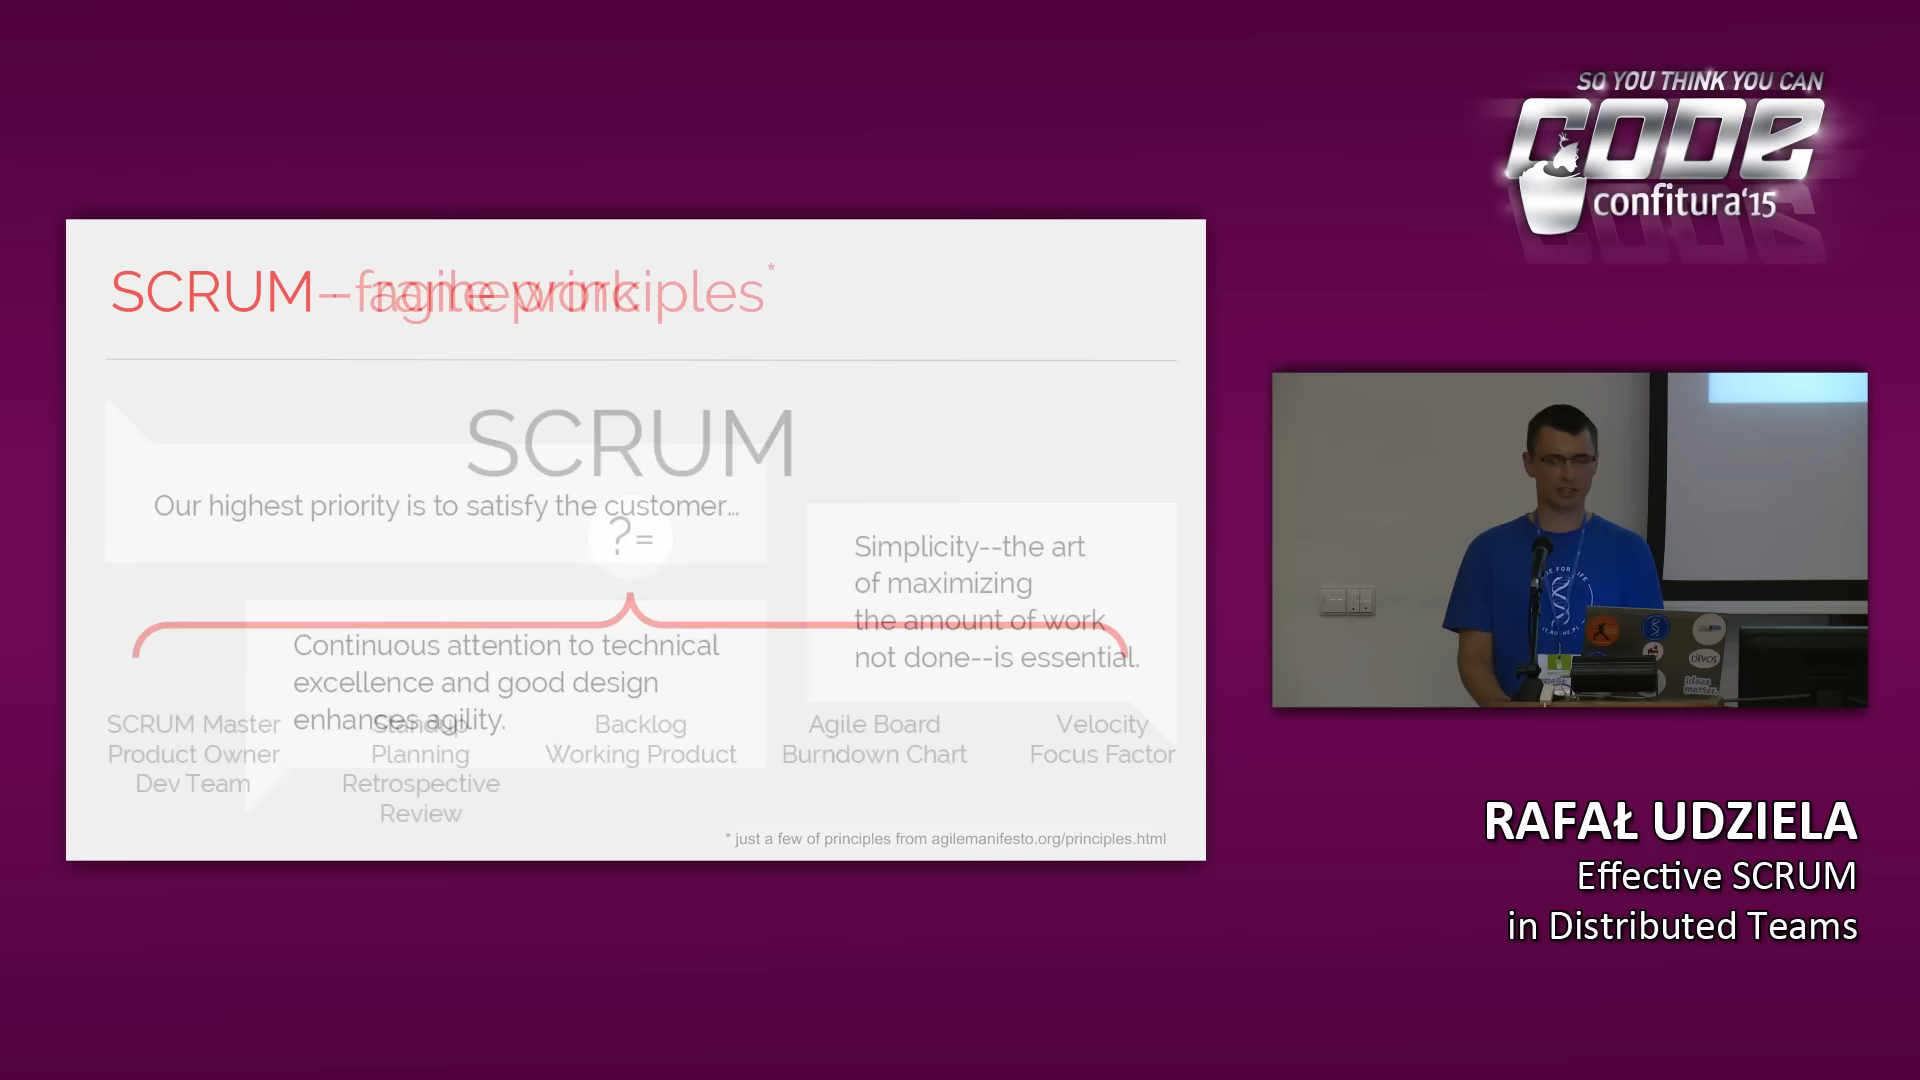 SO YOU THINK YOU CAN
CODE
confitura'15
SCRUM – framework
SCRUM – agile principles*
SCRUM
Our highest priority is to satisfy the customer...
?=
Simplicity--the art
of maximizing
the amount of work
not done--is essential.
Continuous attention to technical
excellence and good design
enhances agility.
SCRUM Master
Product Owner
Dev Team
Standup
Planning
Retrospective
Review
Backlog
Working Product
Agile Board
Burndown Chart
Velocity
Focus Factor
* just a few of principles from agilemanifesto.org/principles.html
ideas
matter.
RAFAŁ UDZIELA
Effective SCRUM
in Distributed Teams